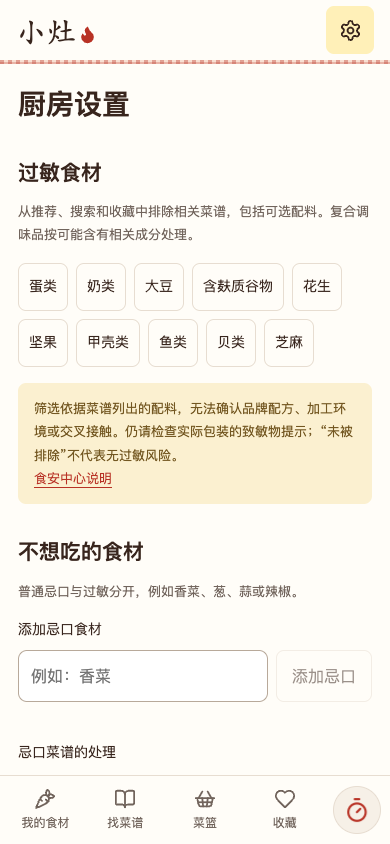 小灶
厨房设置
过敏食材
从推荐、搜索和收藏中排除相关菜谱，包括可选配料。复合调
味品按可能含有相关成分处理。
蛋类 奶类 大豆 含麸质谷物 花生
坚果 甲壳类 鱼类 贝类 芝麻
筛选依据菜谱列出的配料，无法确认品牌配方、加工环
境或交叉接触。仍请检查实际包装的致敏物提示；“未被
排除”不代表无过敏风险。
食安中心说明
不想吃的食材
普通忌口与过敏分开，例如香菜、葱、蒜或辣椒。
添加忌口食材
例如：香菜 添加忌口
忌口菜谱的处理
我的食材 找菜谱 菜篮 收藏